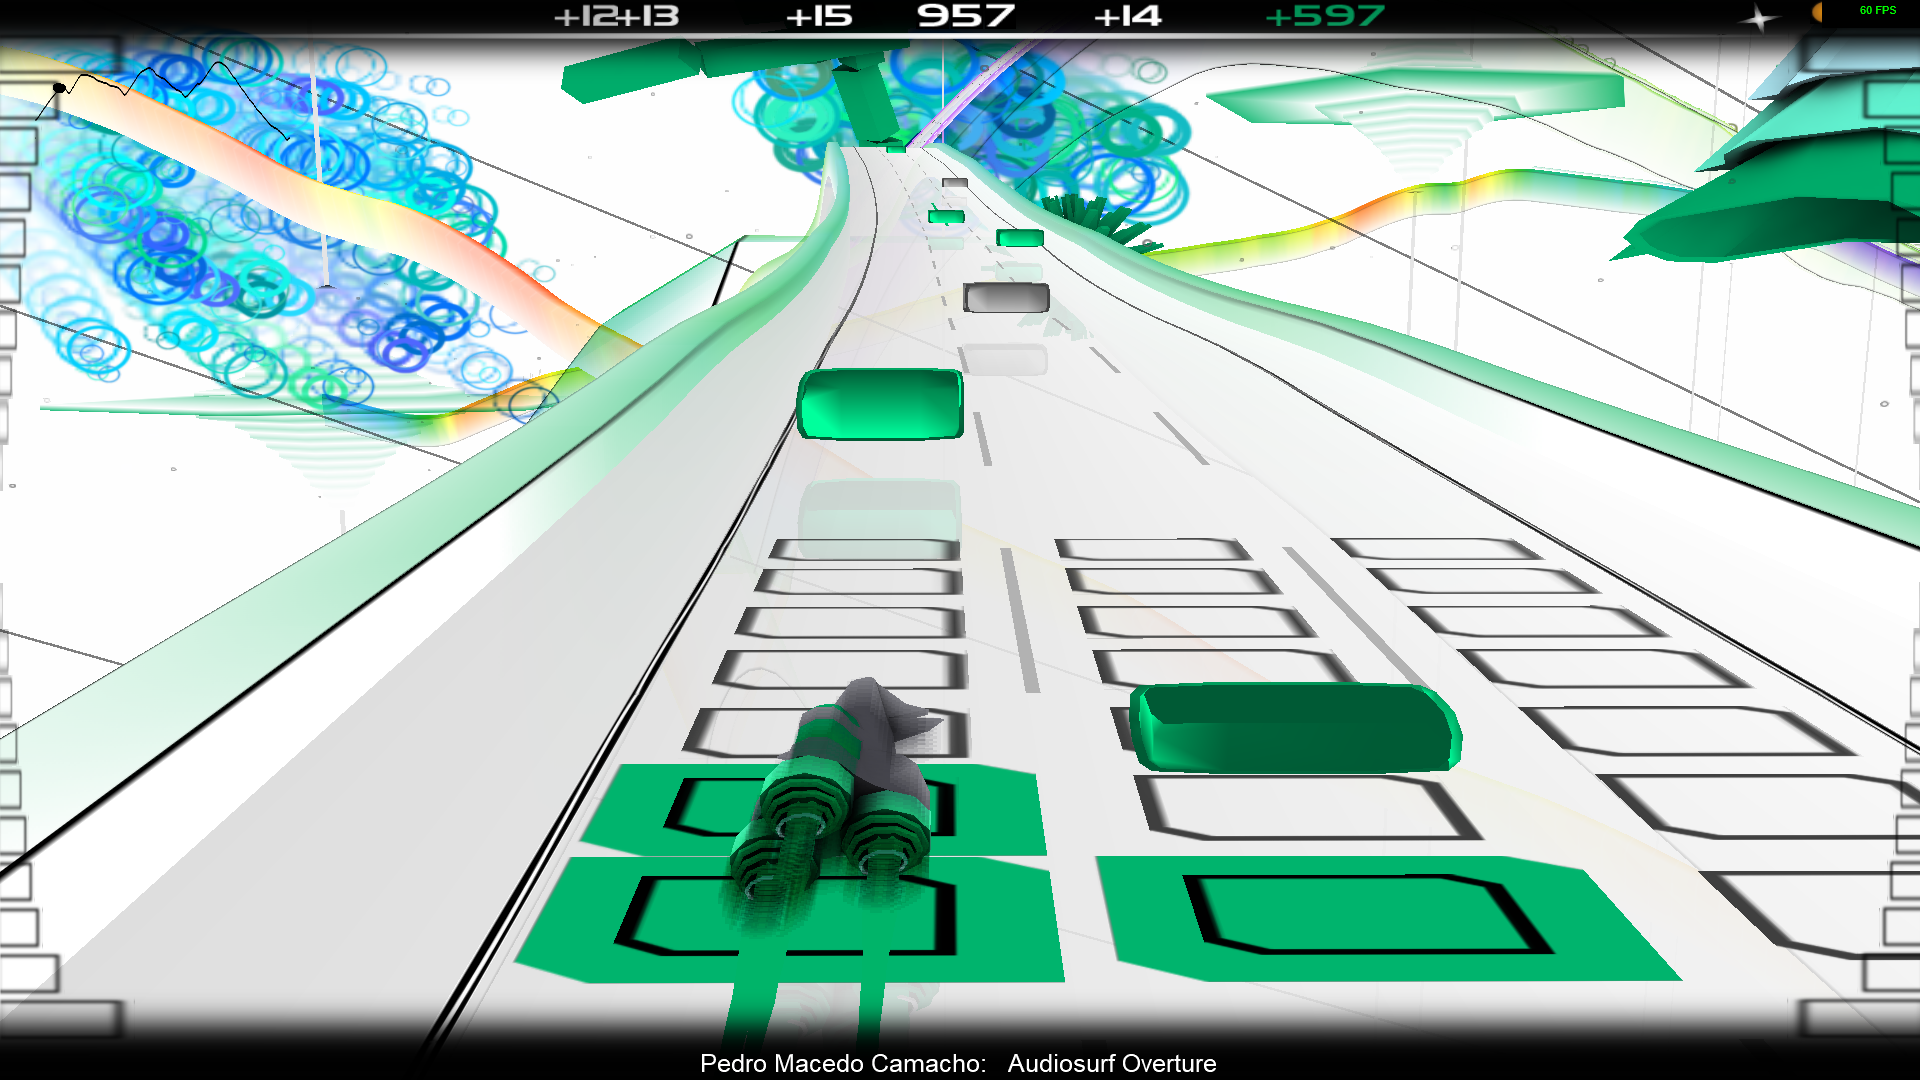 +12+13 +15 957 +14 +597
60 FPS
Pedro Macedo Camacho: Audiosurf Overture